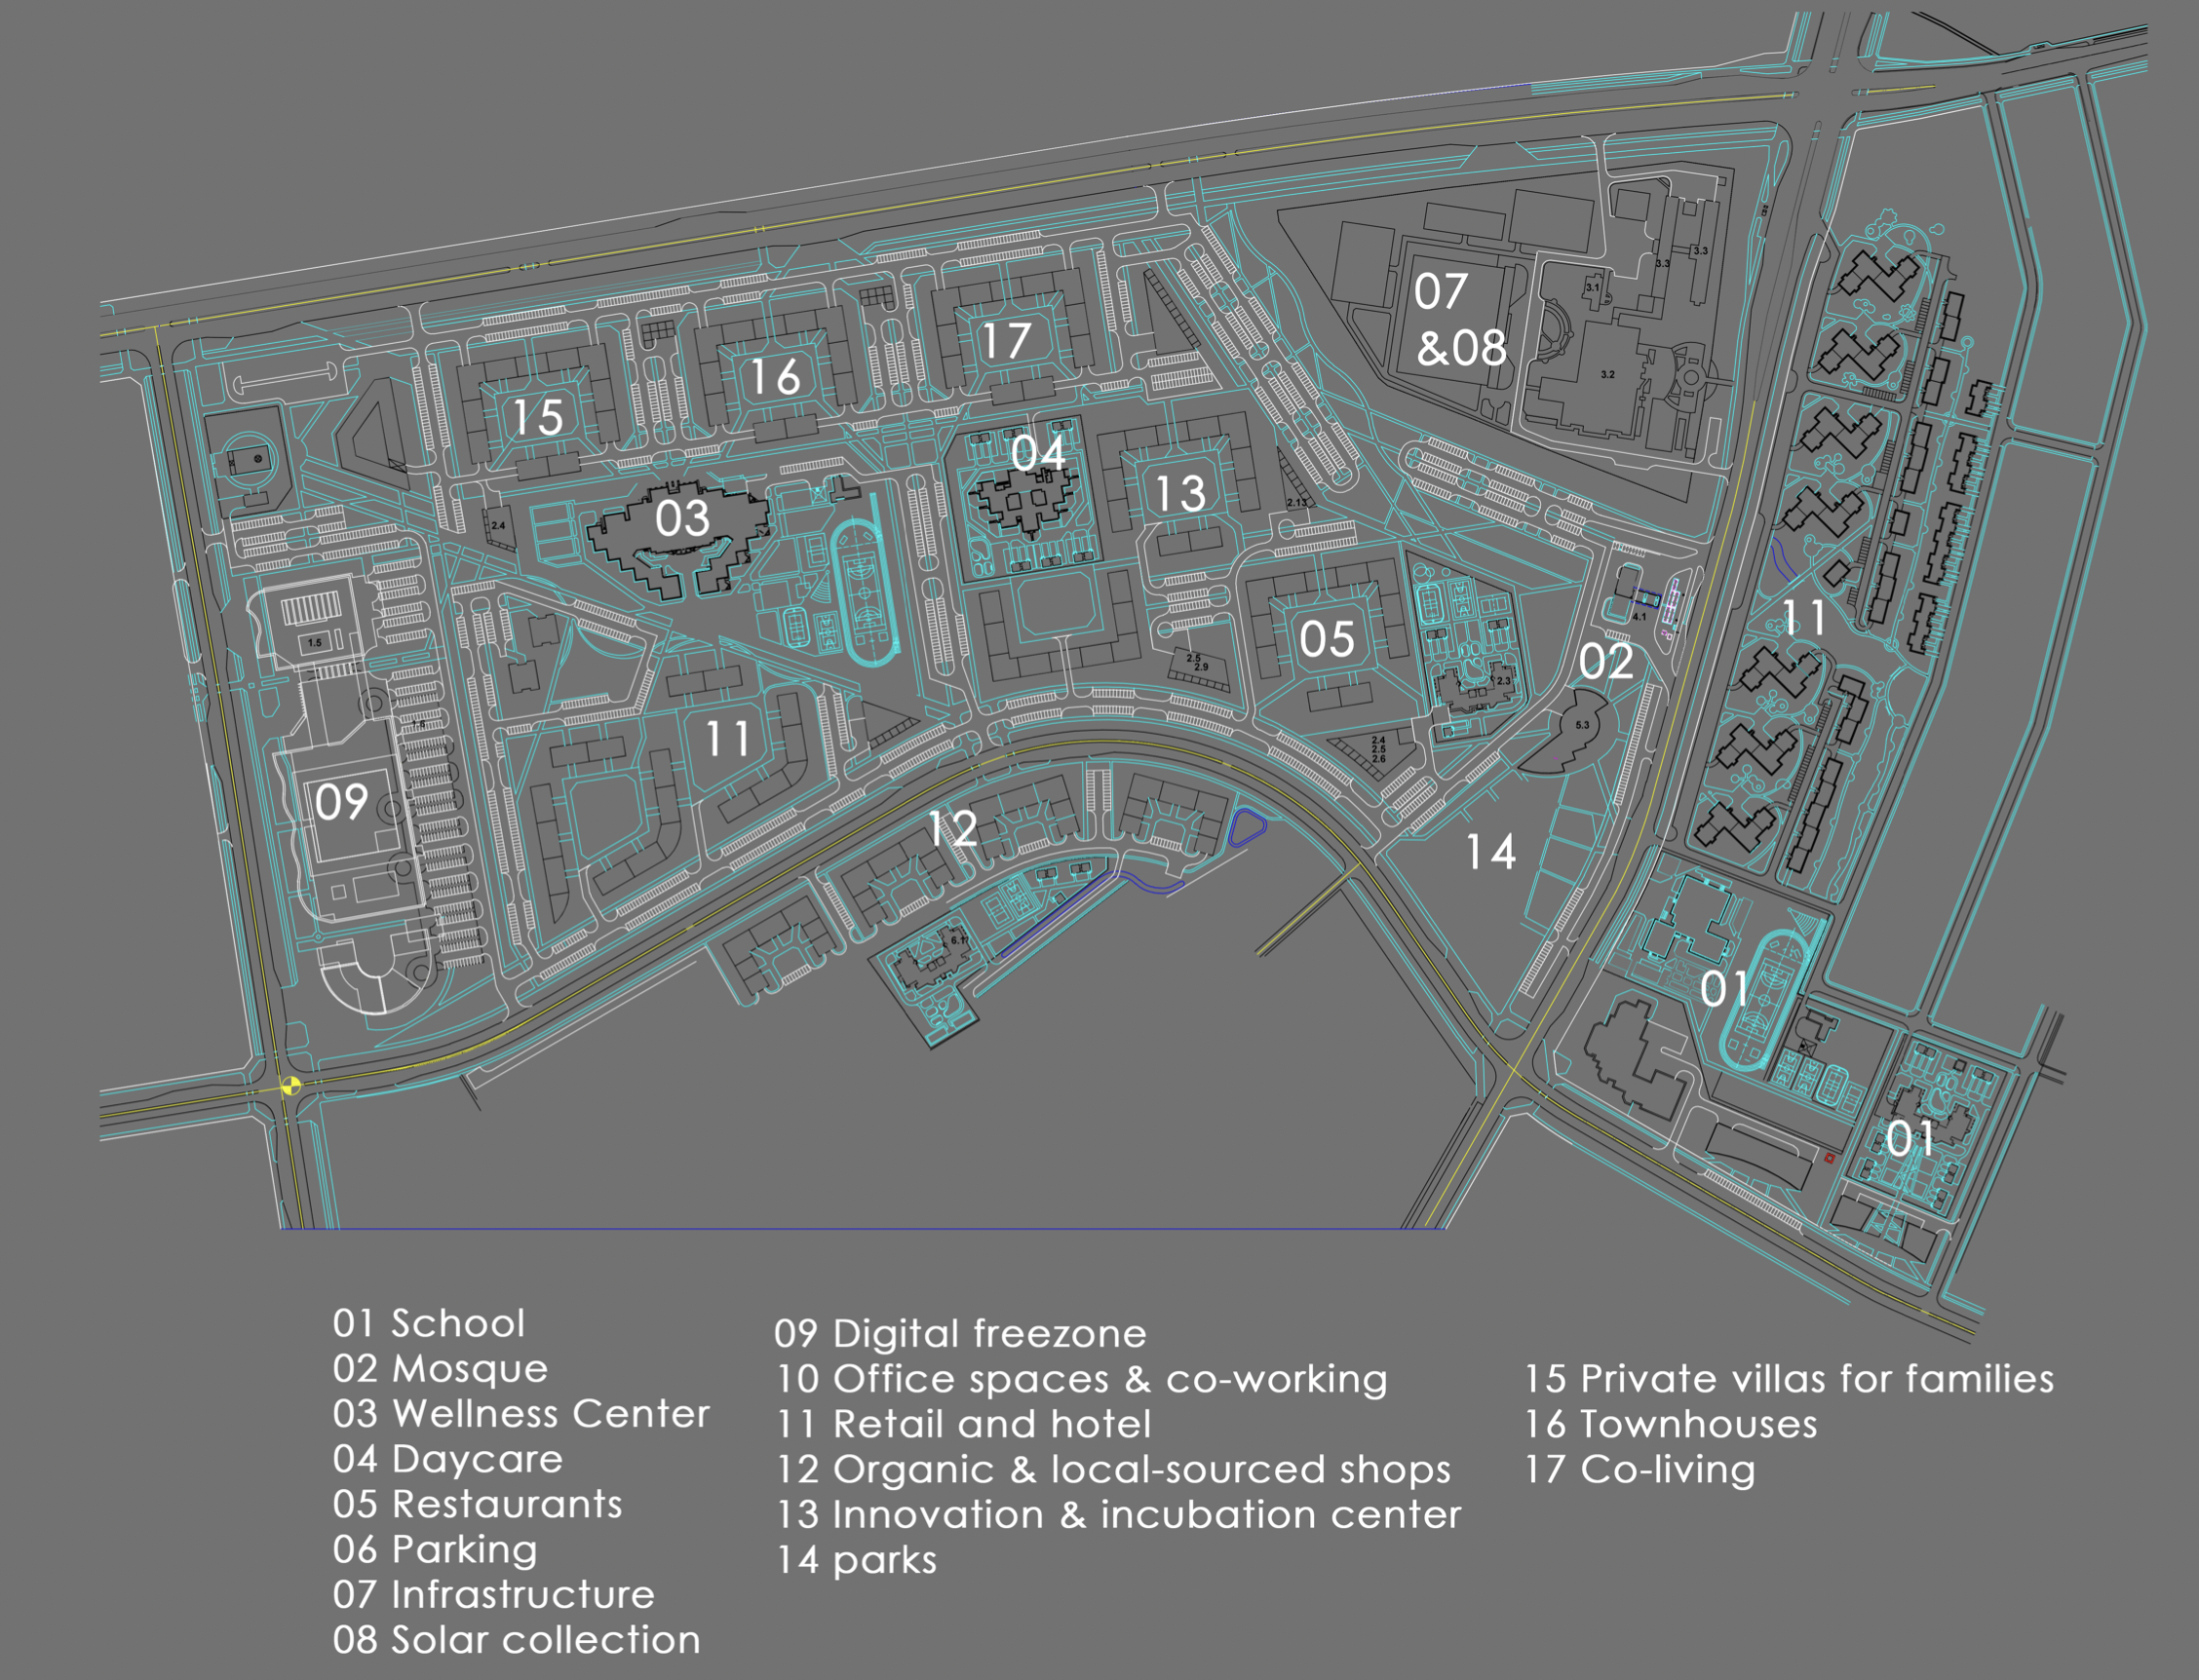 07
&08
3.3
3.3
3.1
3.2
17
16
15
04
13
2.13
03
2.4
11
1.5
4.1
05
02
2.5
2.9
2.3
1.6
11
5.3
2.4
2.5
2.6
09
12
14
6.1
01
01
01 School
02 Mosque
03 Wellness Center
04 Daycare
05 Restaurants
06 Parking
07 Infrastructure
08 Solar collection
09 Digital freezone
10 Office spaces & co-working
11 Retail and hotel
12 Organic & local-sourced shops
13 Innovation & incubation center
14 parks
15 Private villas for families
16 Townhouses
17 Co-living